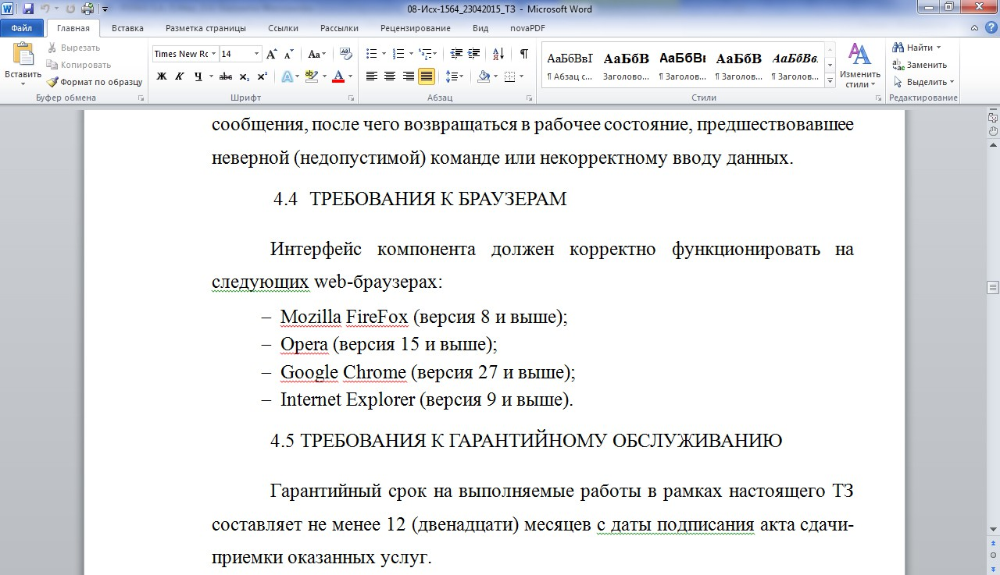 08-Исх-1564_23042015_ТЗ - Microsoft Word
Файл Главная Вставка Разметка страницы Ссылки Рассылки Рецензирование Вид novaPDF
Вставить
Вырезать
Копировать
Формат по образцу
Буфер обмена
Times New Rc 14
Ж К Ч abc x₂ x²
Шрифт
Абзац
АаБбВвІ АаБбВ АаБбВı АаБбВ АаБбВв.
¶ Абзац с... Заголово... ¶ Заголов... ¶ Заголов... ¶ Заголов...
Изменить стили
Стили
Найти
Заменить
Выделить
Редактирование
сообщения, после чего возвращаться в рабочее состояние, предшествовавшее
неверной (недопустимой) команде или некорректному вводу данных.
4.4 ТРЕБОВАНИЯ К БРАУЗЕРАМ
Интерфейс компонента должен корректно функционировать на
следующих web-браузерах:
– Mozilla FireFox (версия 8 и выше);
– Opera (версия 15 и выше);
– Google Chrome (версия 27 и выше);
– Internet Explorer (версия 9 и выше).
4.5 ТРЕБОВАНИЯ К ГАРАНТИЙНОМУ ОБСЛУЖИВАНИЮ
Гарантийный срок на выполняемые работы в рамках настоящего ТЗ
составляет не менее 12 (двенадцати) месяцев с даты подписания акта сдачи-
приемки оказанных услуг.